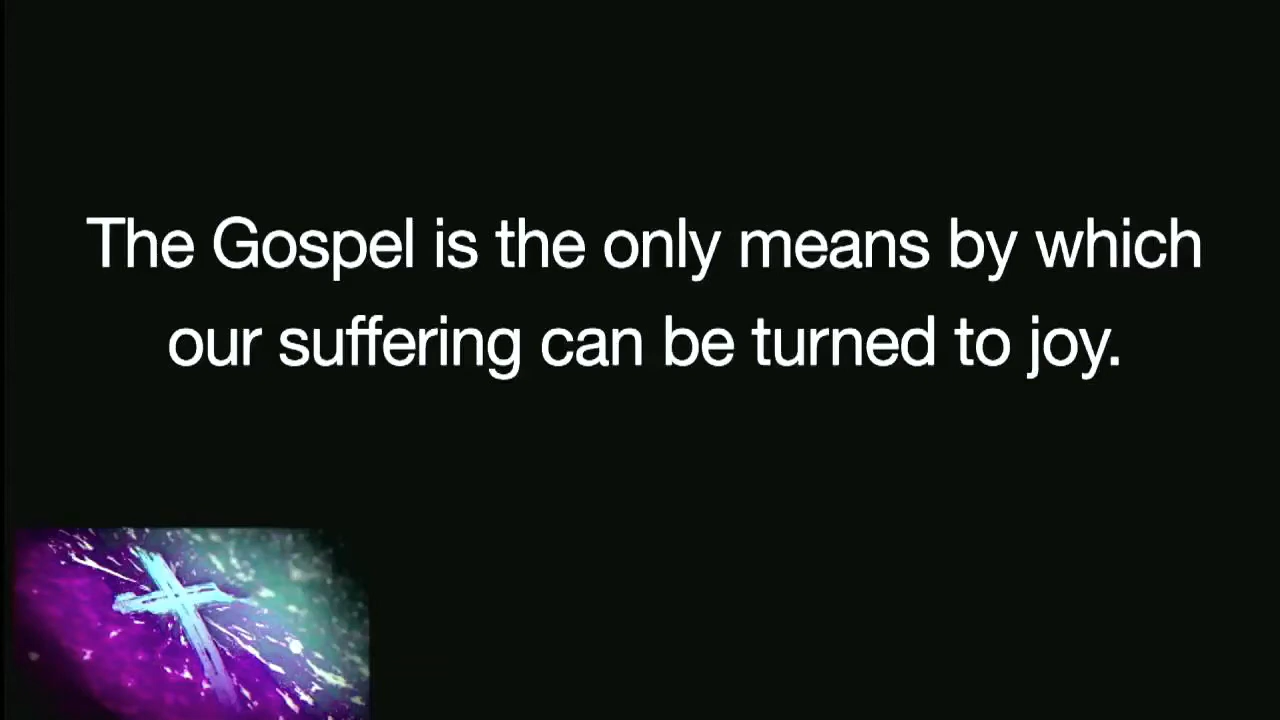 The Gospel is the only means by which
our suffering can be turned to joy.